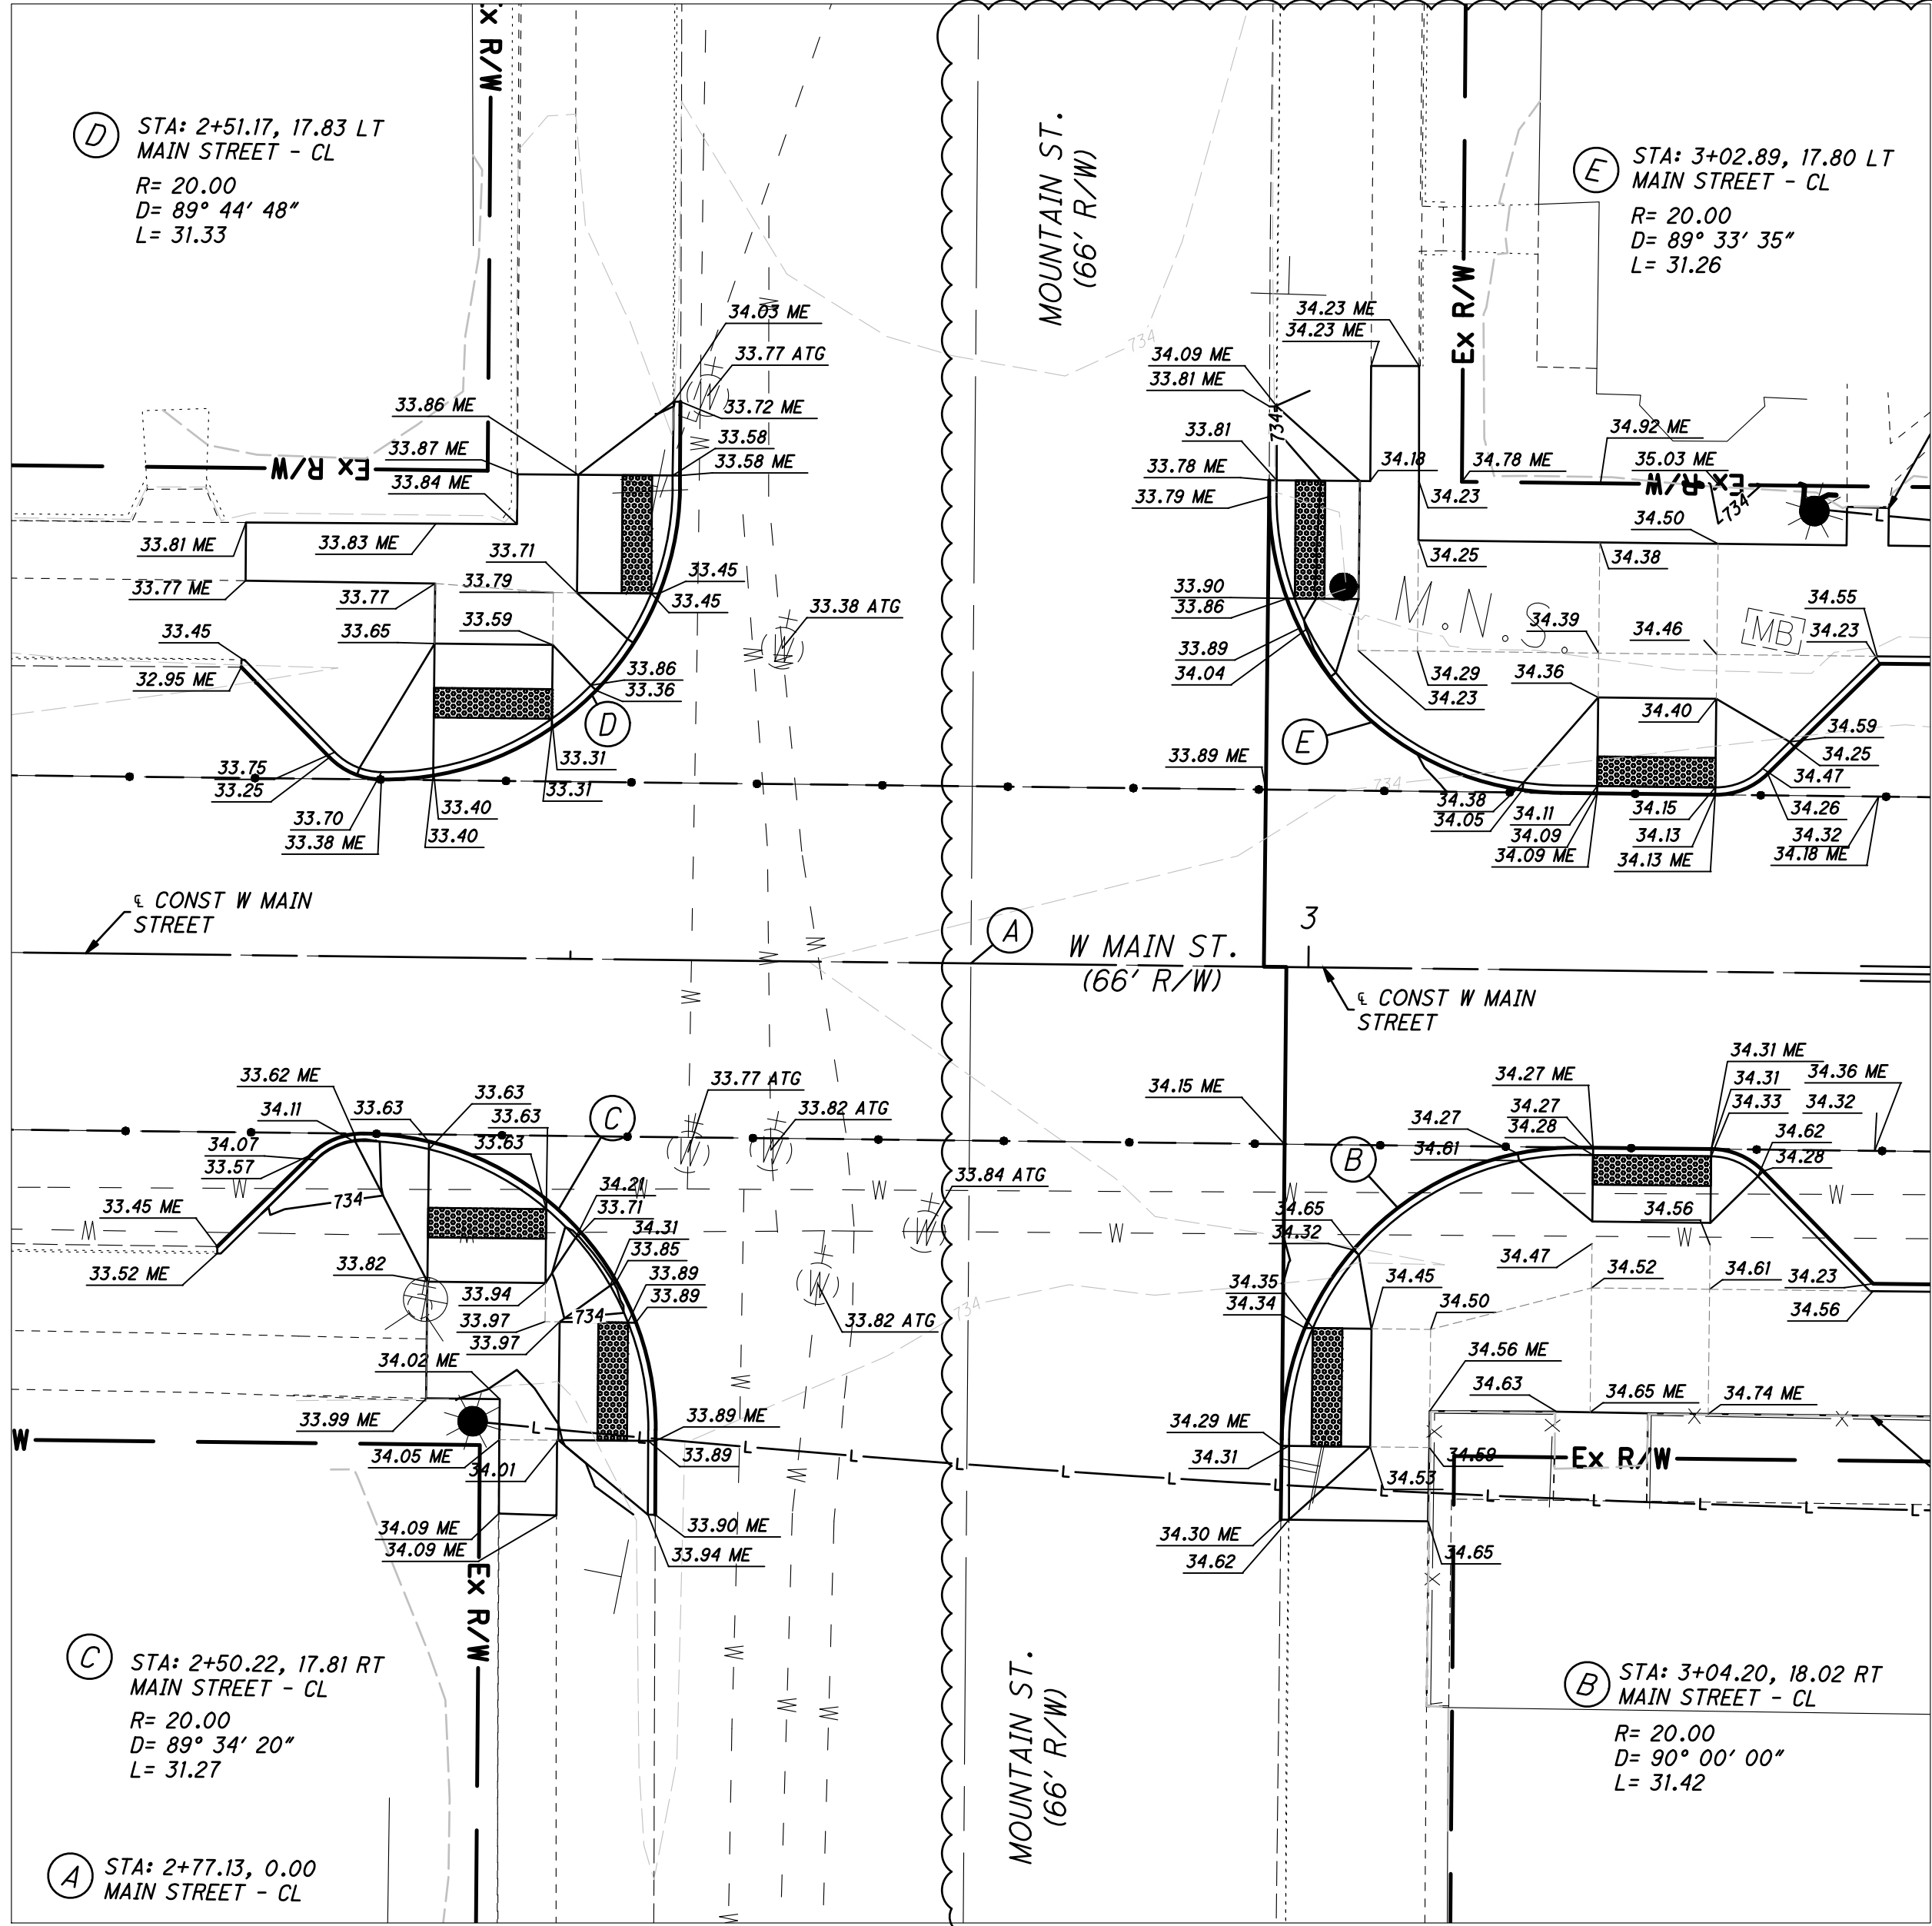 Ex R/W
D
STA: 2+51.17, 17.83 LT
MAIN STREET - CL
R= 20.00
D= 89° 44' 48"
L= 31.33
MOUNTAIN ST.
(66' R/W)
E
STA: 3+02.89, 17.80 LT
MAIN STREET - CL
R= 20.00
D= 89° 33' 35"
L= 31.26
Ex R/W
34.03 ME
33.77 ATG
33.86 ME
33.72 ME
33.87 ME
33.58
33.58 ME
33.84 ME
Ex R/W
33.81 ME
33.83 ME
33.71
33.79
33.45
33.45
33.77 ME
33.77
33.65
33.59
33.38 ATG
33.45
32.95 ME
33.86
33.36
D
33.75
33.25
33.31
33.31
33.70
33.38 ME
33.40
33.40
734
34.23 ME
34.23 ME
34.09 ME
33.81 ME
734
33.81
33.78 ME
33.79 ME
34.18
34.23
34.78 ME
34.92 ME
35.03 ME
Ex R/W
734
34.50
34.25
34.38
33.90
33.86
M.N.S.
34.39
34.46
MB
34.55
34.23
33.89
34.04
34.29
34.23
34.36
34.40
34.59
34.25
E
33.89 ME
734
34.38
34.05
34.11
34.09
34.09 ME
34.15
34.13
34.13 ME
34.47
34.26
34.32
34.18 ME
℄ CONST W MAIN
STREET
A
W MAIN ST.
(66' R/W)
3
℄ CONST W MAIN
STREET
33.62 ME
34.11
33.63
33.63
33.63
33.63
C
33.77 ATG
33.82 ATG
34.07
33.57
734
33.45 ME
33.52 ME
34.21
33.71
34.31
33.85
33.84 ATG
33.82
33.94
33.97
33.97
734
33.89
33.89
33.82 ATG
34.02 ME
33.99 ME
34.05 ME
34.01
33.89 ME
33.89
34.09 ME
34.09 ME
33.90 ME
33.94 ME
W
Ex R/W
734
34.15 ME
34.27 ME
34.27
34.27
34.28
34.61
34.31 ME
34.31
34.33
34.36 ME
34.32
34.62
34.28
B
34.65
34.32
34.56
34.47
34.35
34.34
34.45
34.50
34.52
34.61
34.23
34.56
34.56 ME
34.63
34.65 ME
34.74 ME
34.29 ME
34.31
34.59
34.53
Ex R/W
34.30 ME
34.62
34.65
C
STA: 2+50.22, 17.81 RT
MAIN STREET - CL
R= 20.00
D= 89° 34' 20"
L= 31.27
MOUNTAIN ST.
(66' R/W)
B
STA: 3+04.20, 18.02 RT
MAIN STREET - CL
R= 20.00
D= 90° 00' 00"
L= 31.42
A
STA: 2+77.13, 0.00
MAIN STREET - CL